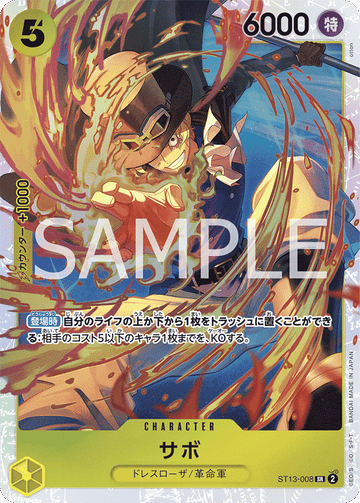 5
6000 特
otton
カウンター+1000
SAMPLE
登場時 自分のライフの上か下から1枚をトラッシュに置くことができ
る:相手のコスト5以下のキャラ1枚までを、KOする。
CHARACTER
サボ
ドレスローザ/革命軍
ST13-008 SR 2
BANDAI MADE IN JAPAN